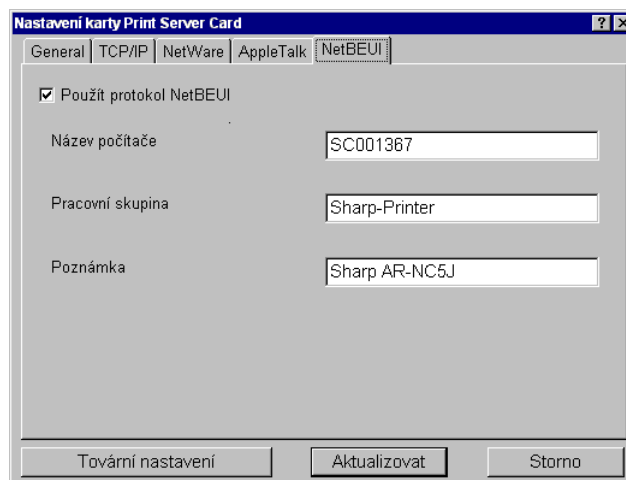 Nastavení karty Print Server Card
General TCP/IP NetWare AppleTalk NetBEUI
Použít protokol NetBEUI
Název počítače SC001367
Pracovní skupina Sharp-Printer
Poznámka Sharp AR-NC5J
Tovární nastavení Aktualizovat Storno